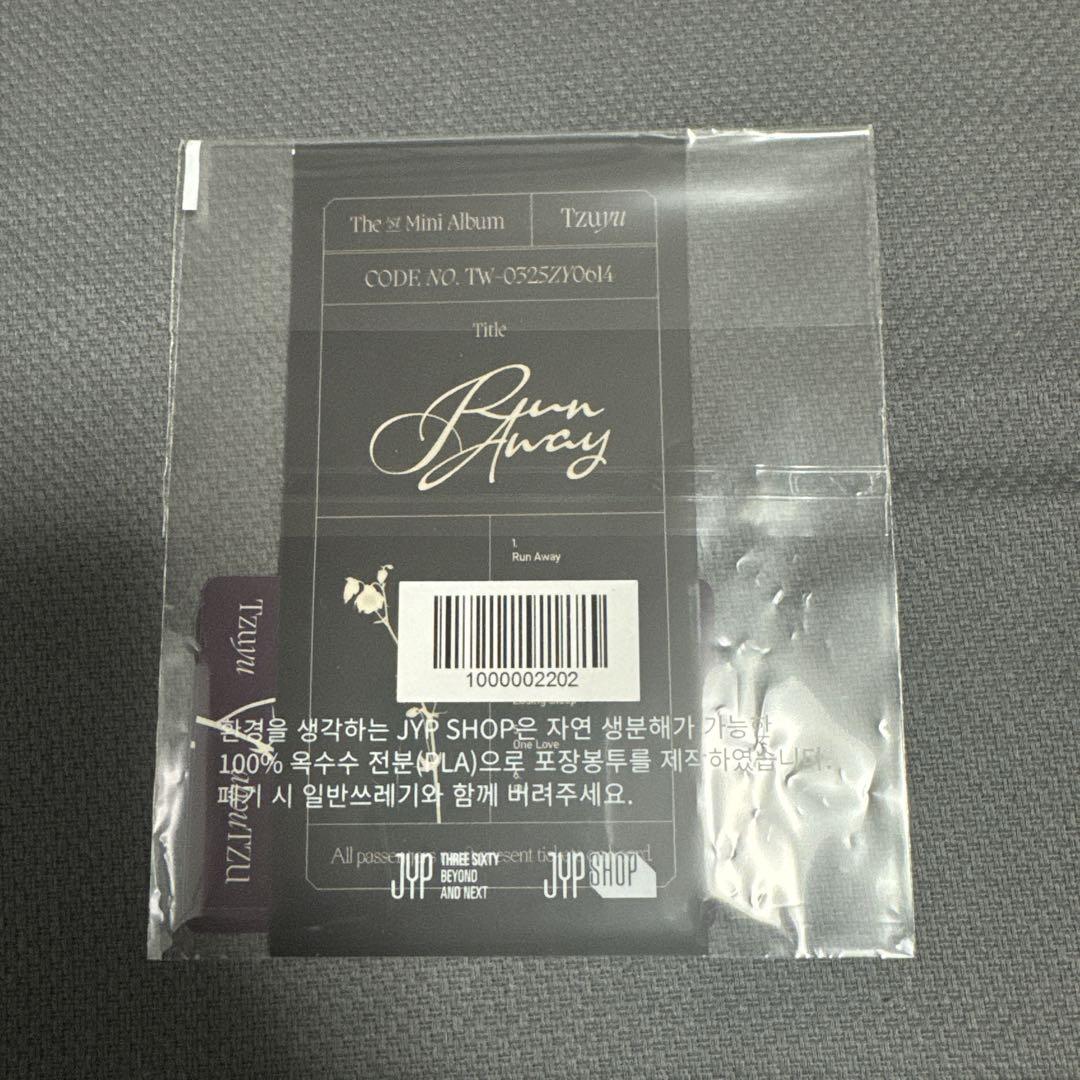 The 1st Mini Album
Tzuyu
CODE NO. TW-0325ZY0614
Title
Run
Away
1.
Run Away
1000002202
Tzuyu
환경을 생각하는 JYP SHOP은 자연 생분해가 가능한
One Love
100% 옥수수 전분(PLA)으로 포장봉투를 제작하였습니다.
폐기 시 일반쓰레기와 함께 버려주세요.
TZU
All present
JYP THREE SIXTY
BEYOND
AND NEXT
JYP SHOP